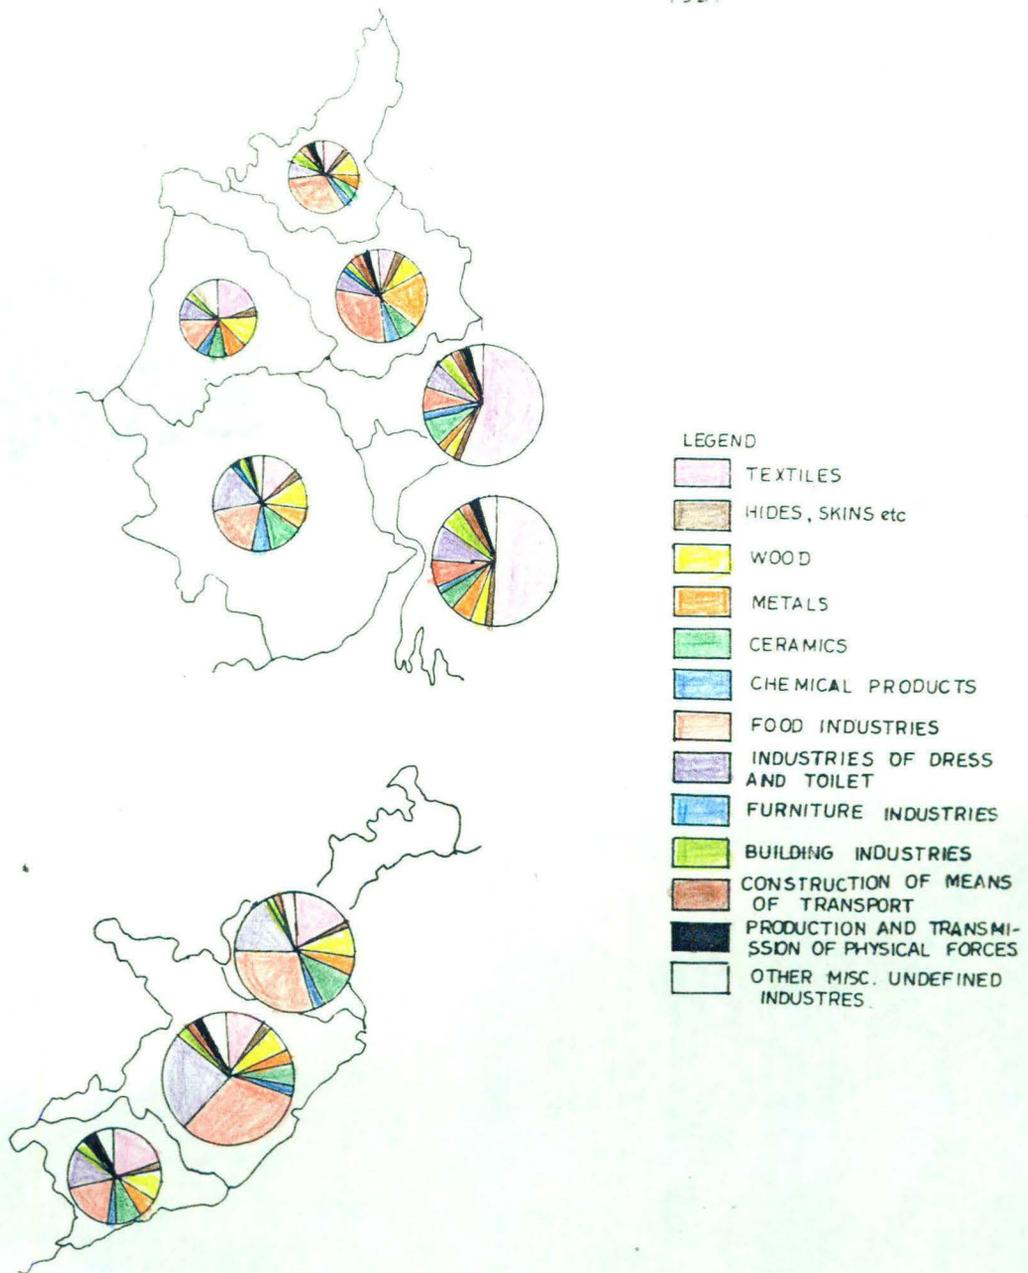 LEGEND
TEXTILES
HIDES, SKINS etc
WOOD
METALS
CERAMICS
CHEMICAL PRODUCTS
FOOD INDUSTRIES
INDUSTRIES OF DRESS
AND TOILET
FURNITURE INDUSTRIES
BUILDING INDUSTRIES
CONSTRUCTION OF MEANS
OF TRANSPORT
PRODUCTION AND TRANSMI-
SSION OF PHYSICAL FORCES
OTHER MISC. UNDEFINED
INDUSTRES.